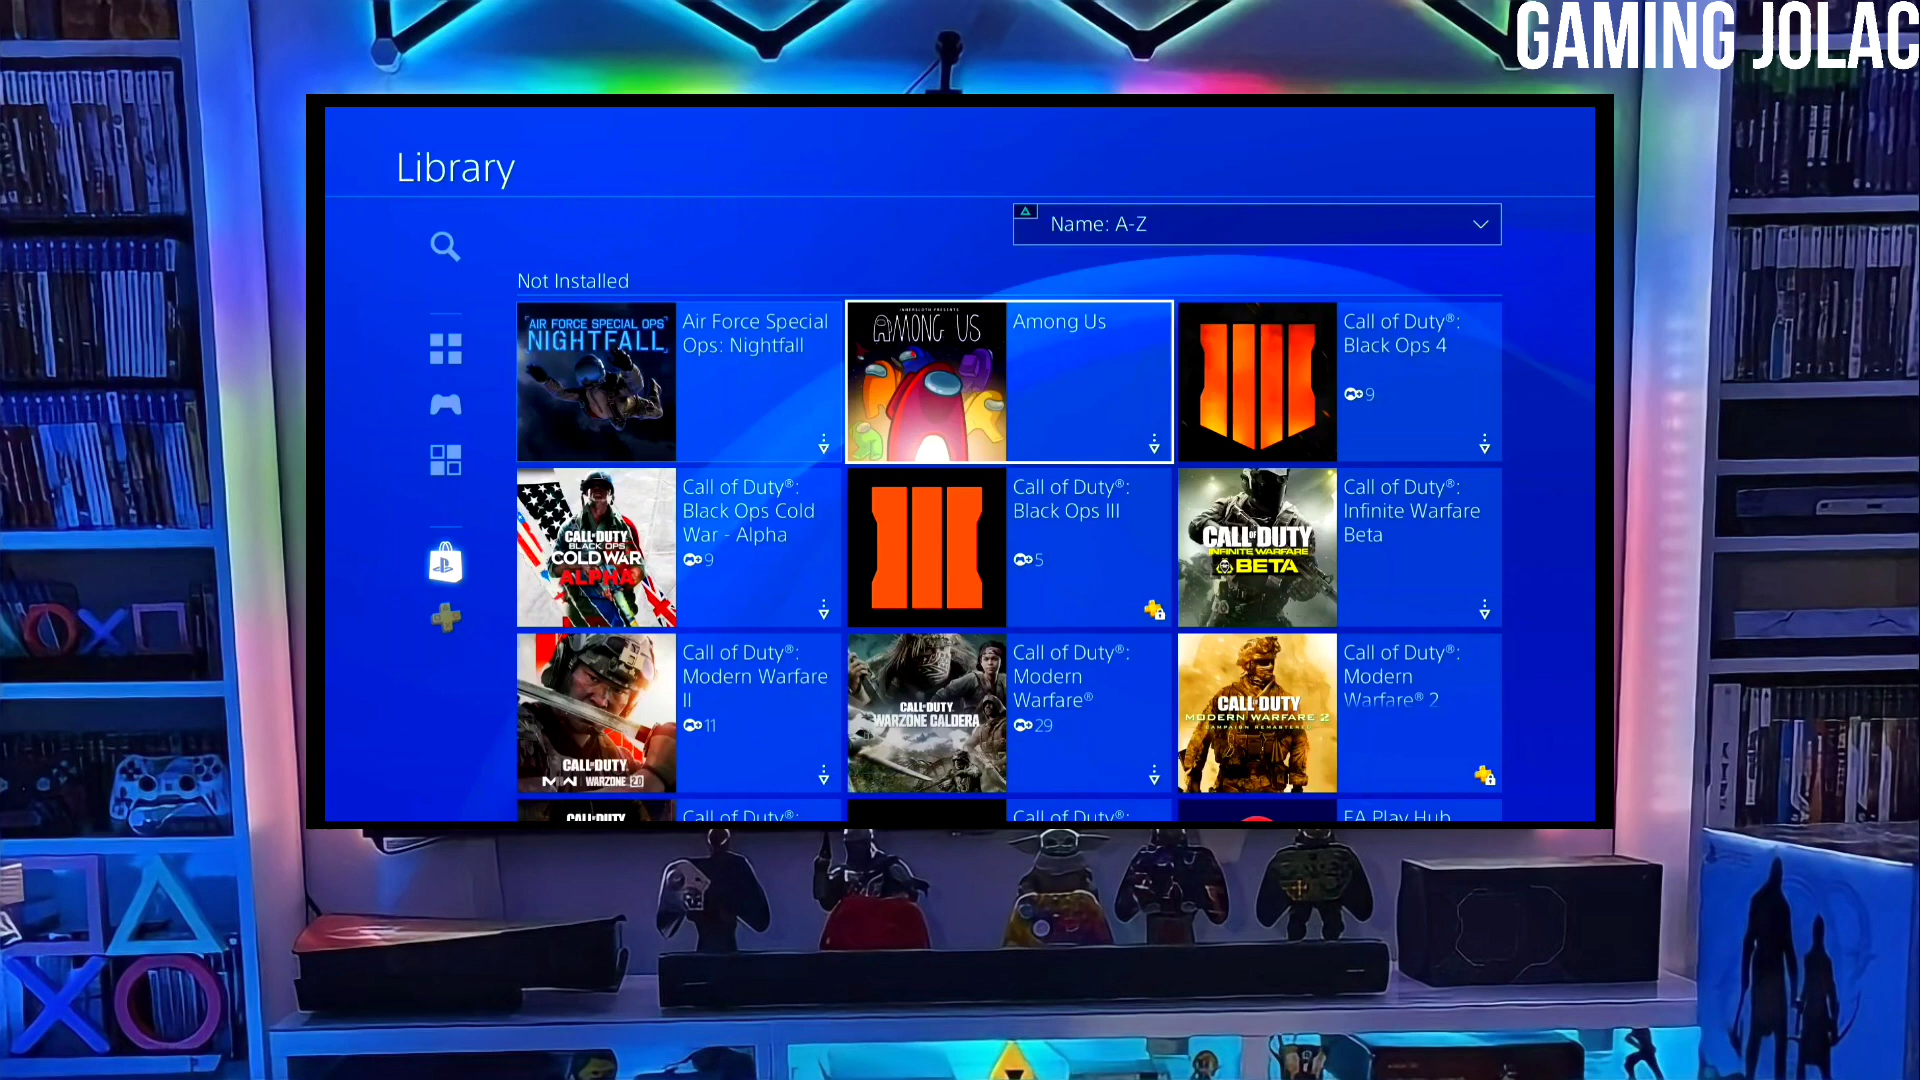 GAMING JOLAC
Library
Name: A-Z
Not Installed
AIR FORCE SPECIAL OPS
NIGHTFALL
Air Force Special
Ops: Nightfall
INNERSLOTH PRESENTS
AMONG US
Among Us
Call of Duty®:
Black Ops 4
9
CALL OF DUTY
BLACK OPS
COLD WAR
ALPHA
Call of Duty®:
Black Ops Cold
War - Alpha
9
Call of Duty®:
Black Ops III
5
CALL OF DUTY
INFINITE WARFARE
BETA
Call of Duty®:
Infinite Warfare
Beta
CALL OF DUTY
MW WARZONE 2.0
Call of Duty®:
Modern Warfare
II
11
CALL OF DUTY
WARZONE CALDERA
Call of Duty®:
Modern
Warfare®
29
CALL OF DUTY
MODERN WARFARE 2
CAMPAIGN REMASTERED
Call of Duty®:
Modern
Warfare® 2
CALL OF DUTY
Call of Duty®:
Call of Duty®:
EA Play Hub